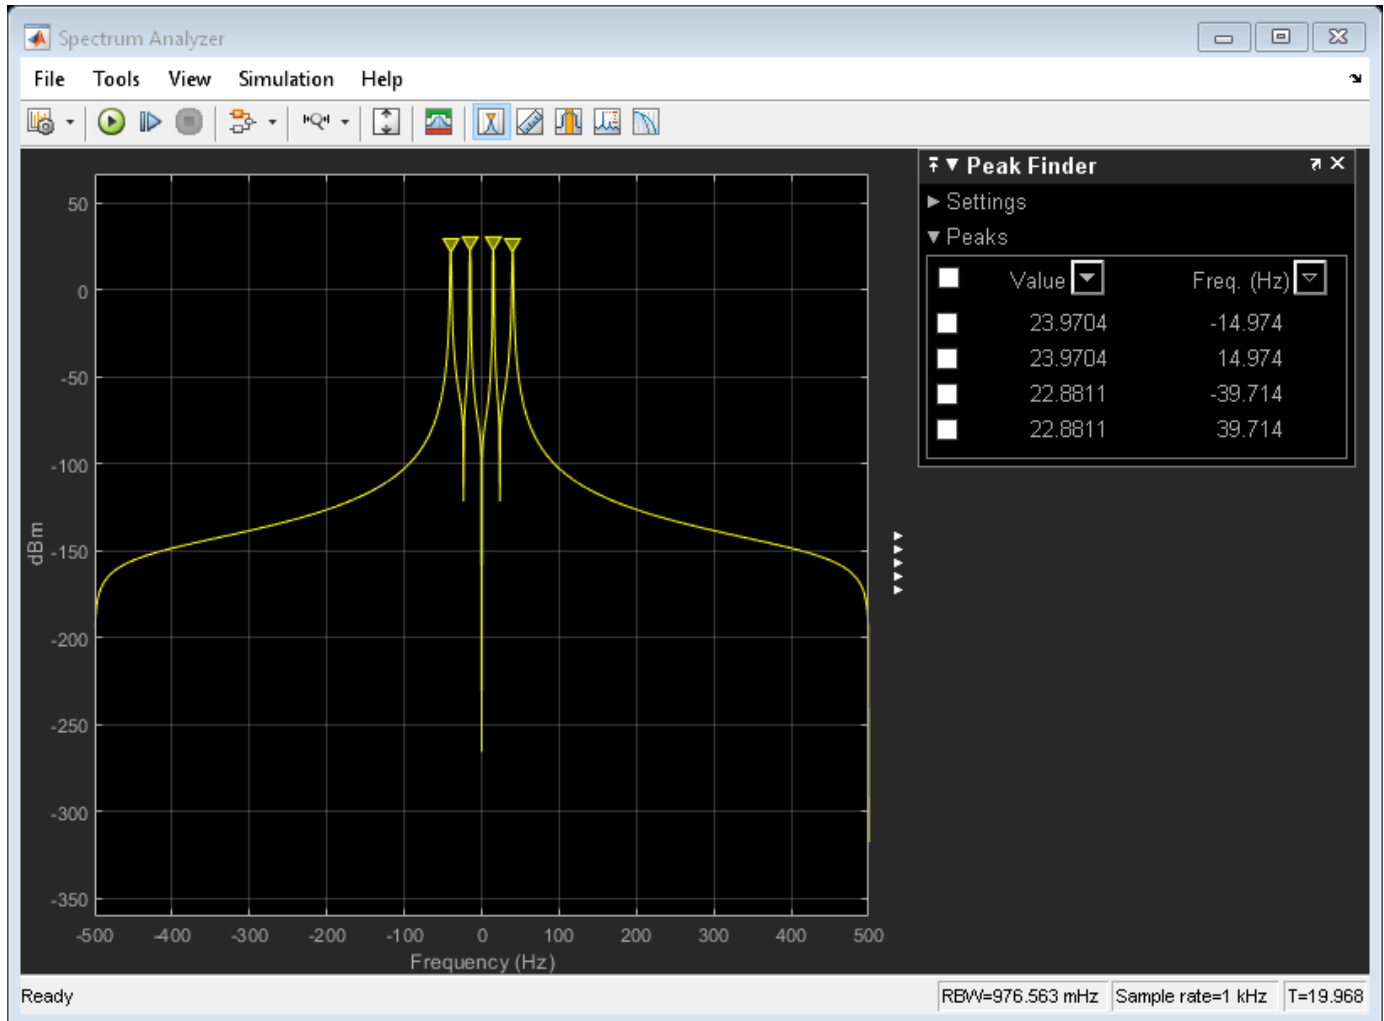 Spectrum Analyzer
File Tools View Simulation Help
Peak Finder
Settings
Peaks
Value Freq. (Hz)
23.9704 -14.974
23.9704 14.974
22.8811 -39.714
22.8811 39.714
50
0
-50
-100
-150
-200
-250
-300
-350
dBm
-500 -400 -300 -200 -100 0 100 200 300 400 500
Frequency (Hz)
Ready RBW=976.563 mHz Sample rate=1 kHz T=19.968